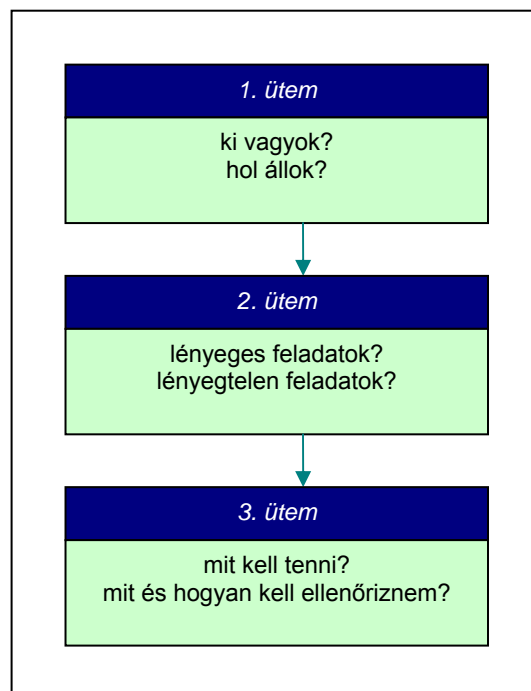 1. ütem
ki vagyok?
hol állok?
2. ütem
lényeges feladatok?
lényegtelen feladatok?
3. ütem
mit kell tenni?
mit és hogyan kell ellenőriznem?